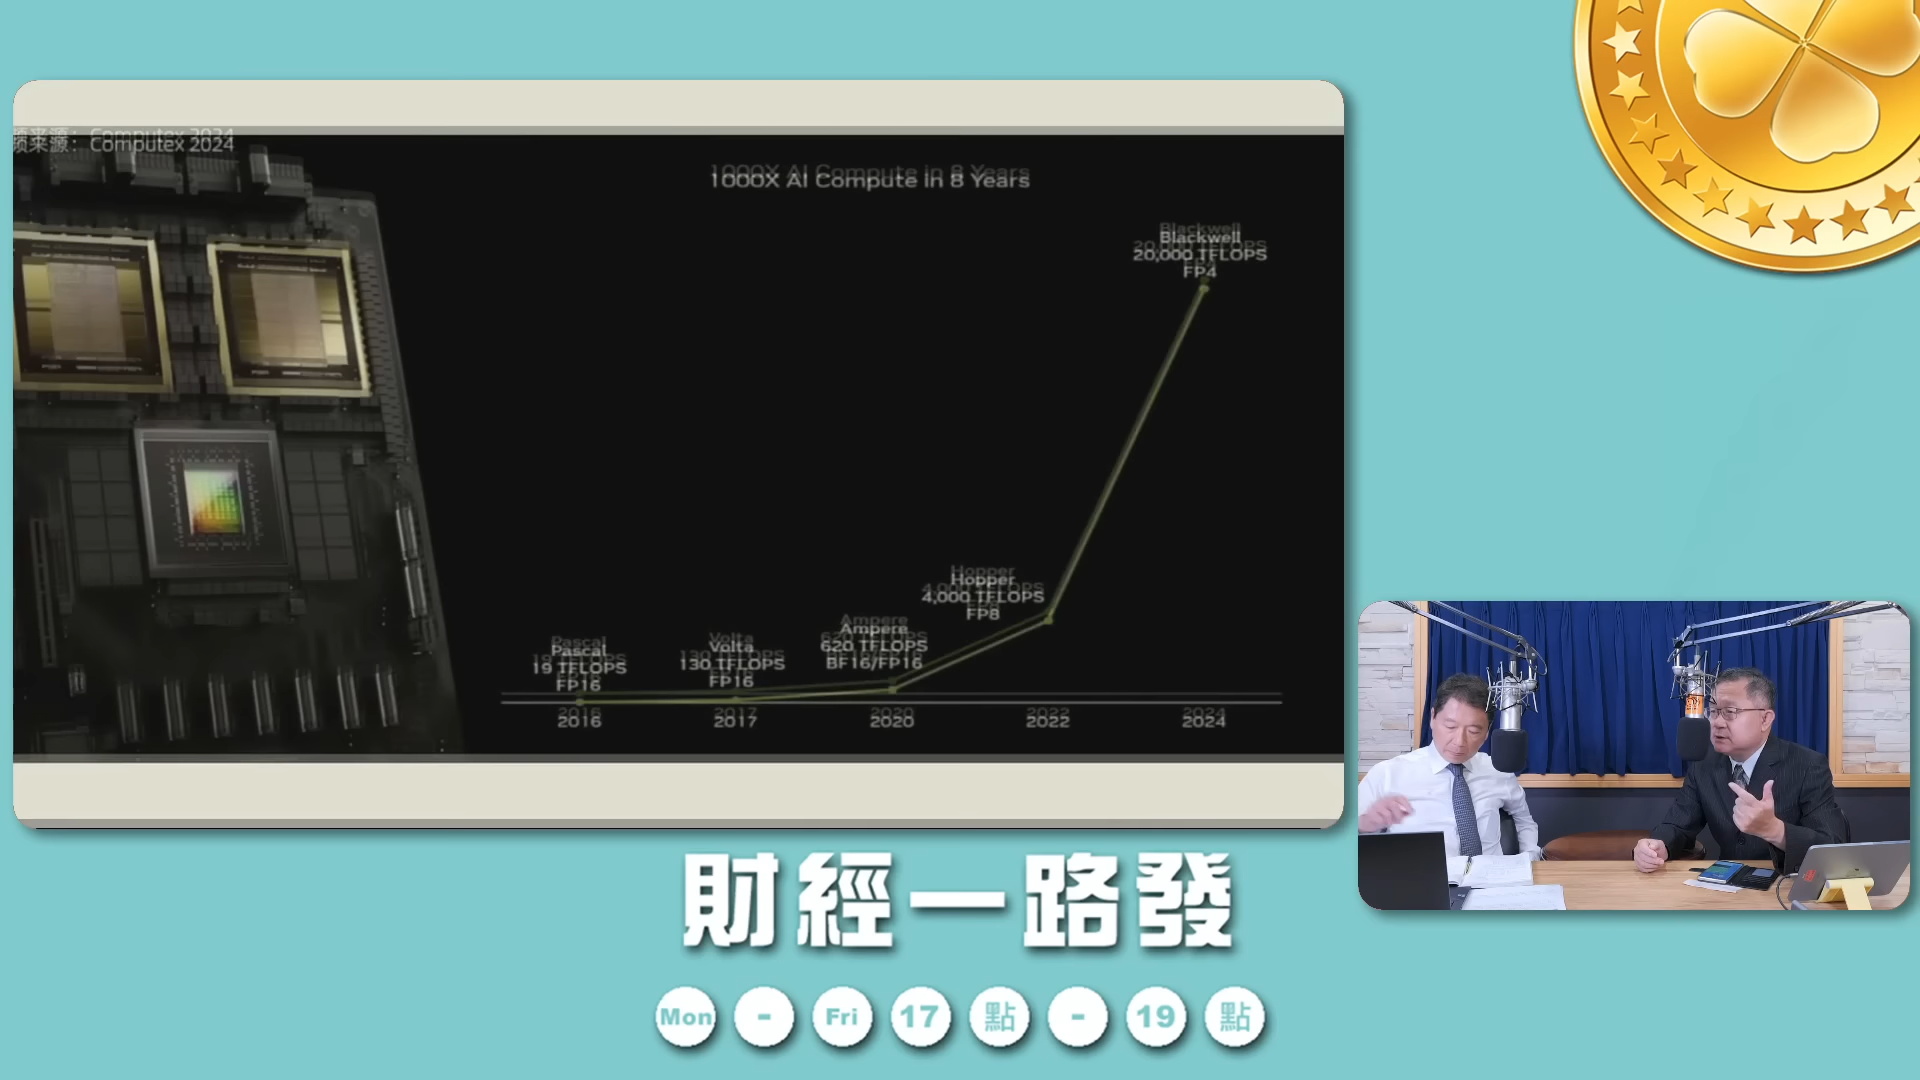 频来源：Computex 2024
1000X AI Compute in 8 Years
Blackwell
20,000 TFLOPS
FP4
Hopper
4,000 TFLOPS
FP8
Ampere
620 TFLOPS
BF16/FP16
Volta
130 TFLOPS
FP16
Pascal
19 TFLOPS
FP16
2016 2017 2020 2022 2024
財經一路發
Mon - Fri 17 點 - 19 點